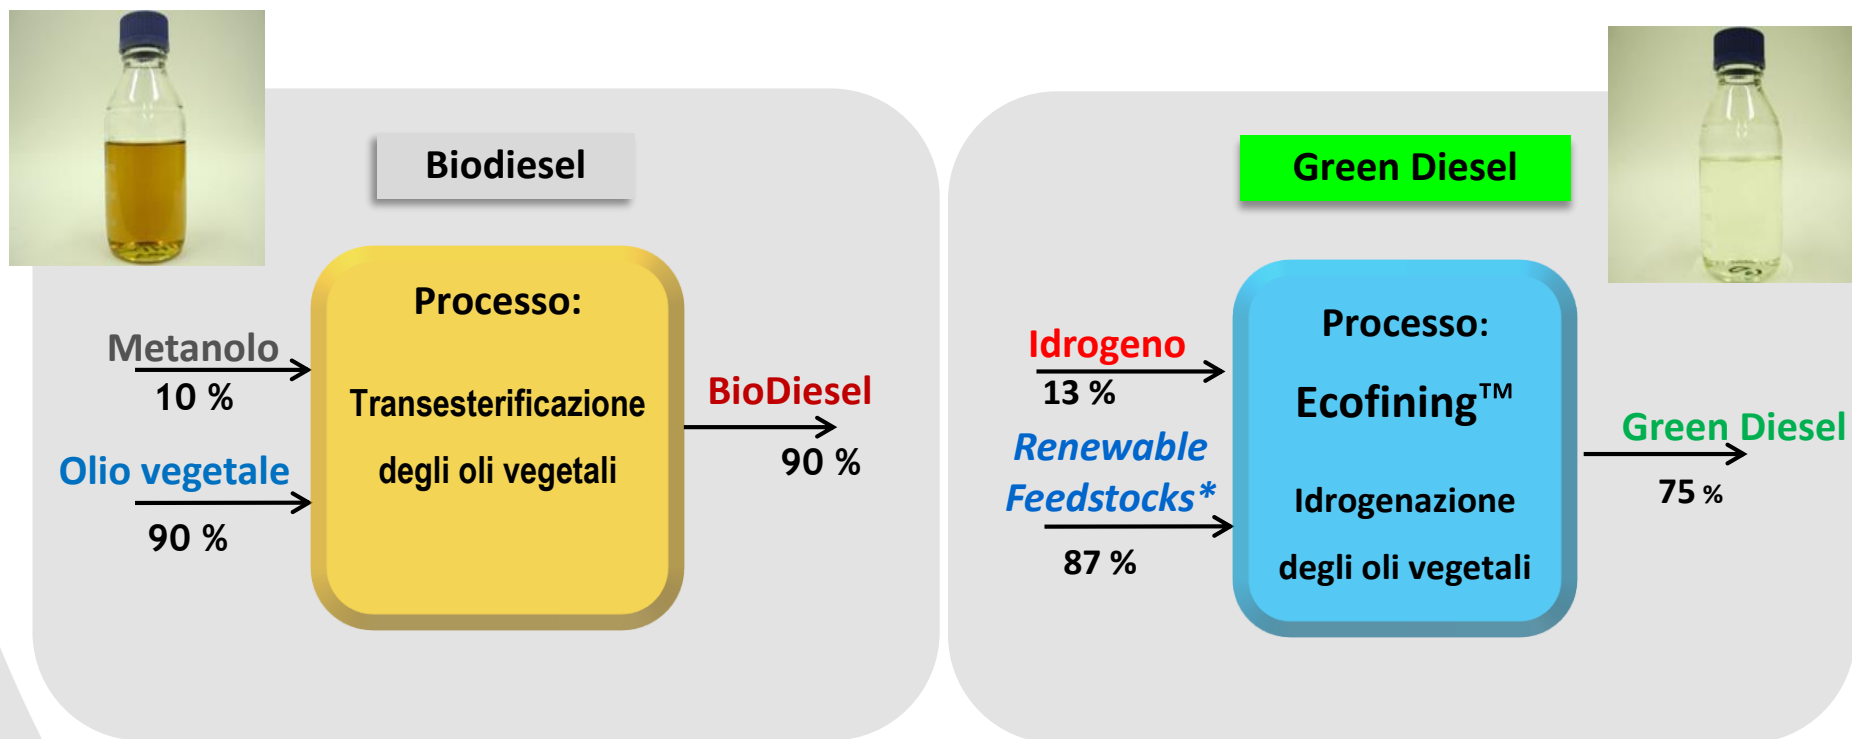 Biodiesel
Processo:
Transesterificazione
degli oli vegetali
Metanolo
10 %
Olio vegetale
90 %
BioDiesel
90 %
Green Diesel
Processo:
Ecofining™
Idrogenazione
degli oli vegetali
Idrogeno
13 %
Renewable
Feedstocks*
87 %
Green Diesel
75 %